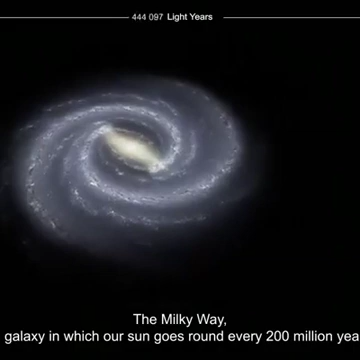 444 097 Light Years
The Milky Way,
galaxy in which our sun goes round every 200 million yea